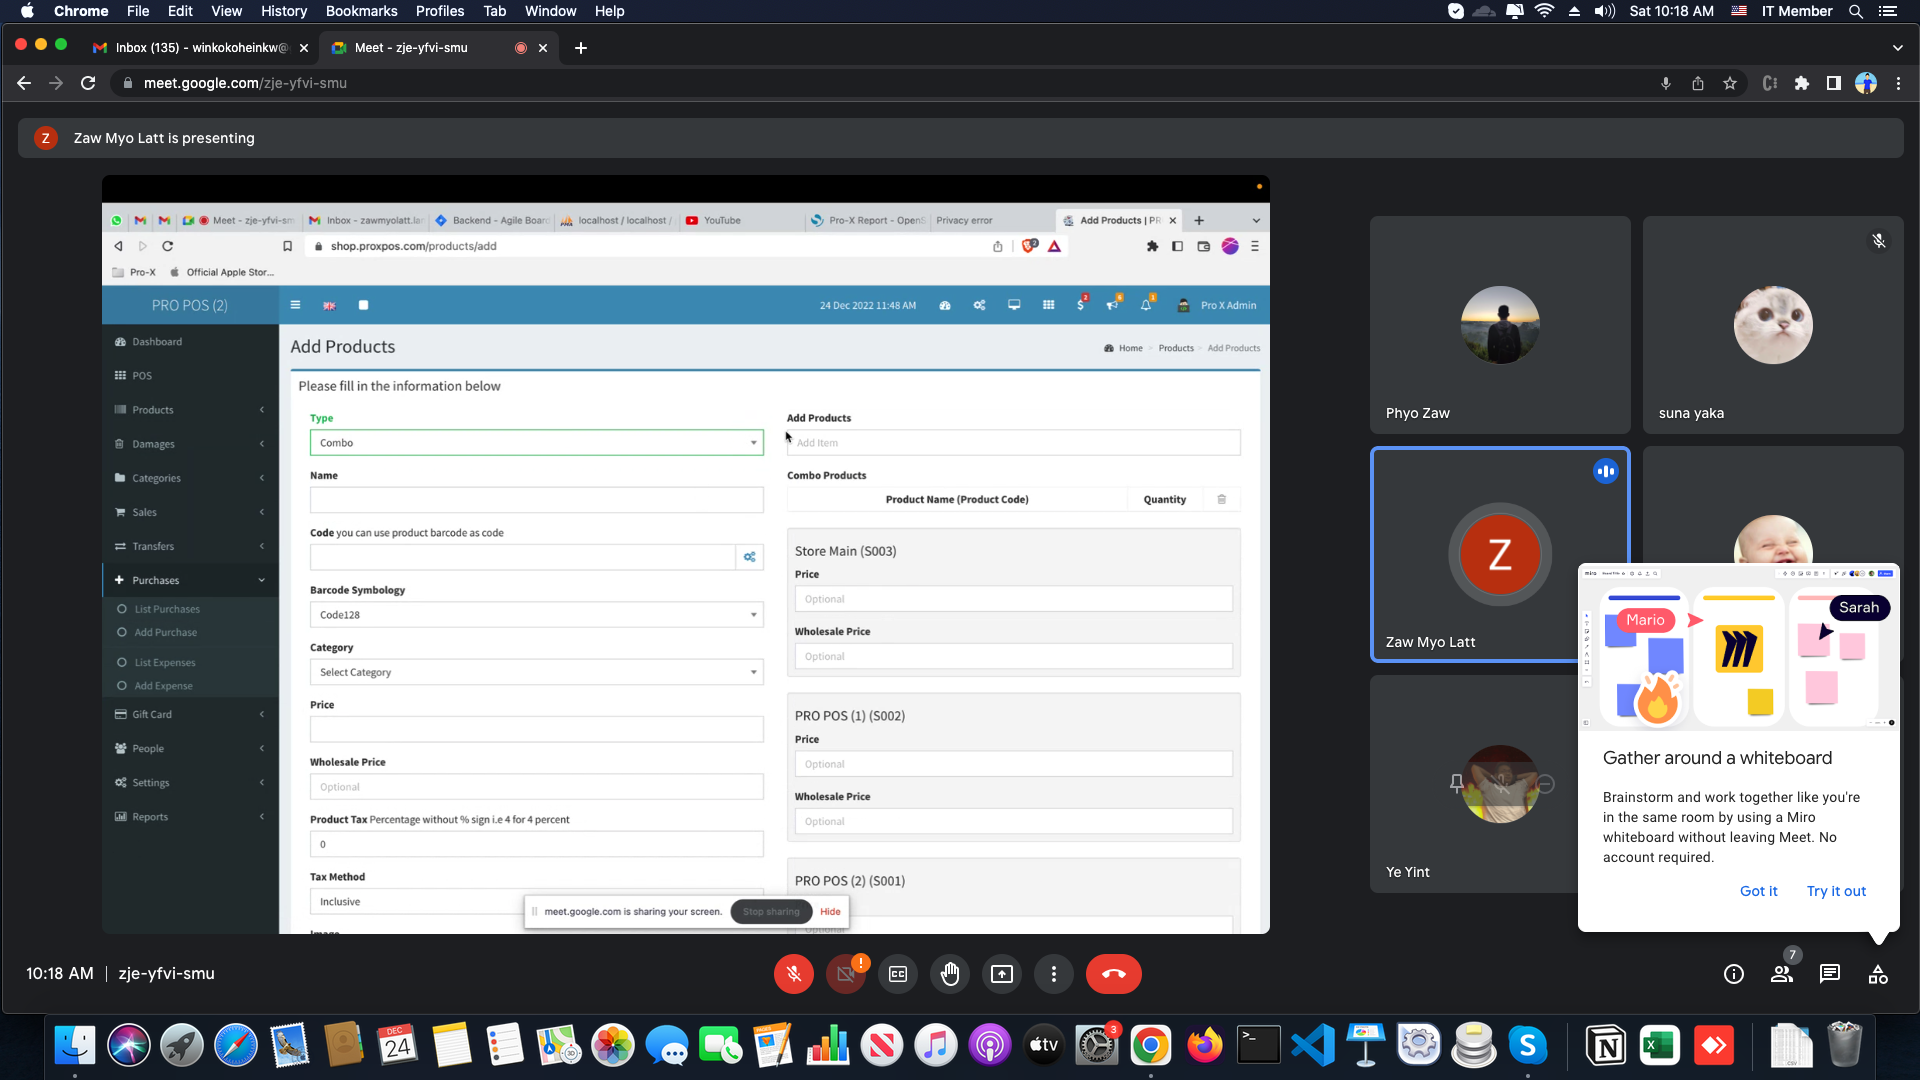 Chrome File Edit View History Bookmarks Profiles Tab Window Help
Sat 10:18 AM IT Member
Inbox (135) - winkokoheinkw@
Meet - zje-yfvi-smu
meet.google.com/zje-yfvi-smu
Z Zaw Myo Latt is presenting
Meet - zje-yfvi-sm
Inbox - zawmyolatt.la
Backend - Agile Board
localhost / localhost /
YouTube
Pro-X Report - OpenS
Privacy error
Add Products | PR
shop.proxpos.com/products/add
Pro-X
Official Apple Stor...
PRO POS (2)
24 Dec 2022 11:48 AM
2
6
1
Pro X Admin
Dashboard
POS
Products
Damages
Categories
Sales
Transfers
Purchases
List Purchases
Add Purchase
List Expenses
Add Expense
Gift Card
People
Settings
Reports
Add Products
Home
Products
Add Products
Please fill in the information below
Type
Combo
Name
Code you can use product barcode as code
Barcode Symbology
Code128
Category
Select Category
Price
Wholesale Price
Optional
Product Tax Percentage without % sign i.e 4 for 4 percent
0
Tax Method
Inclusive
Image
Add Products
Add Item
Combo Products
Product Name (Product Code) Quantity
Store Main (S003)
Price
Optional
Wholesale Price
Optional
PRO POS (1) (S002)
Price
Optional
Wholesale Price
Optional
PRO POS (2) (S001)
Optional
meet.google.com is sharing your screen. Stop sharing Hide
Phyo Zaw
suna yaka
Z
Zaw Myo Latt
Ye Yint
miro
Mario
Sarah
Gather around a whiteboard
Brainstorm and work together like you're
in the same room by using a Miro
whiteboard without leaving Meet. No
account required.
Got it Try it out
10:18 AM | zje-yfvi-smu
7
DEC
24
PAGES
tv
3
CSV